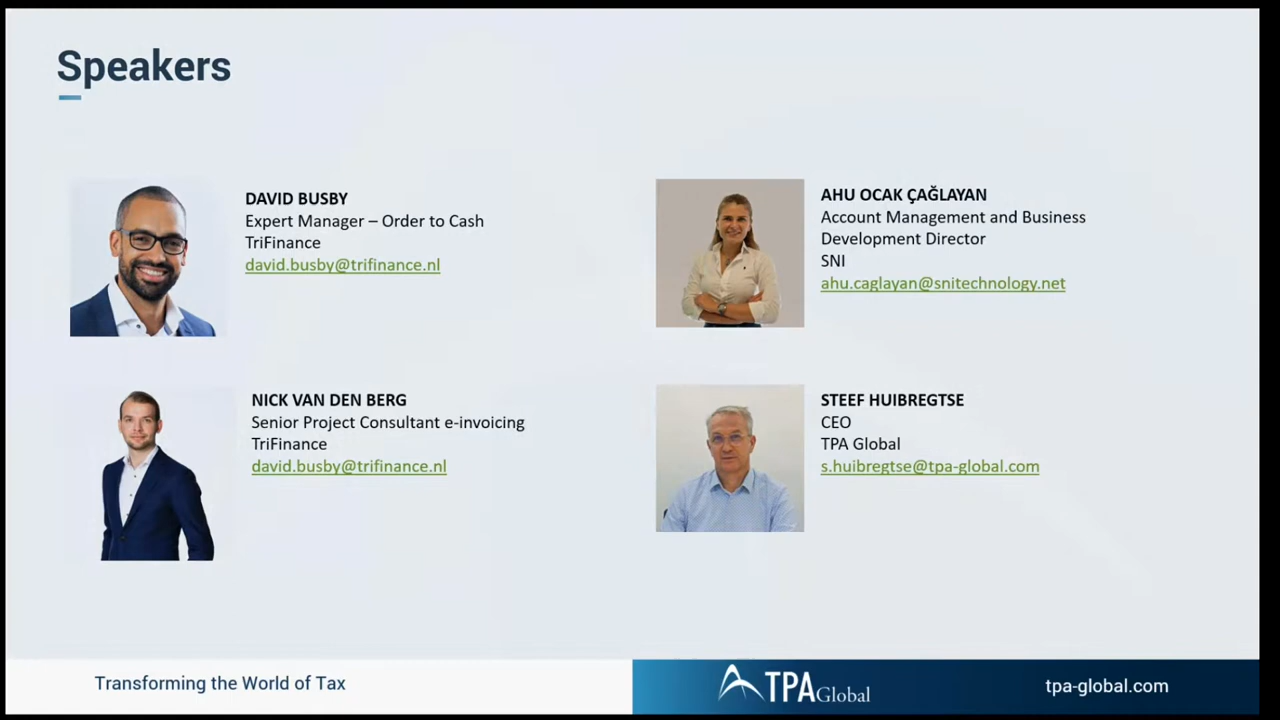 Speakers
DAVID BUSBY
Expert Manager – Order to Cash
TriFinance
david.busby@trifinance.nl
AHU OCAK ÇAĞLAYAN
Account Management and Business
Development Director
SNI
ahu.caglayan@snitechnology.net
NICK VAN DEN BERG
Senior Project Consultant e-invoicing
TriFinance
david.busby@trifinance.nl
STEEF HUIBREGTSE
CEO
TPA Global
s.huibregtse@tpa-global.com
Transforming the World of Tax
TPA Global
tpa-global.com